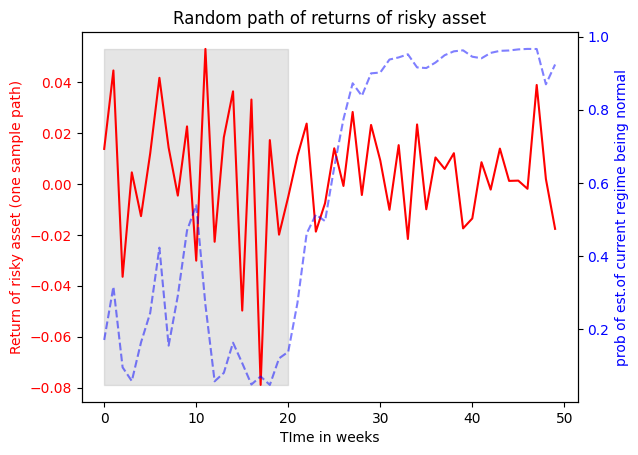 Random path of returns of risky asset
Return of risky asset (one sample path)
0.04
0.02
0.00
−0.02
−0.04
−0.06
−0.08
1.0
0.8
0.6
0.4
0.2
prob of est.of current regime being normal
0 10 20 30 40 50
TIme in weeks